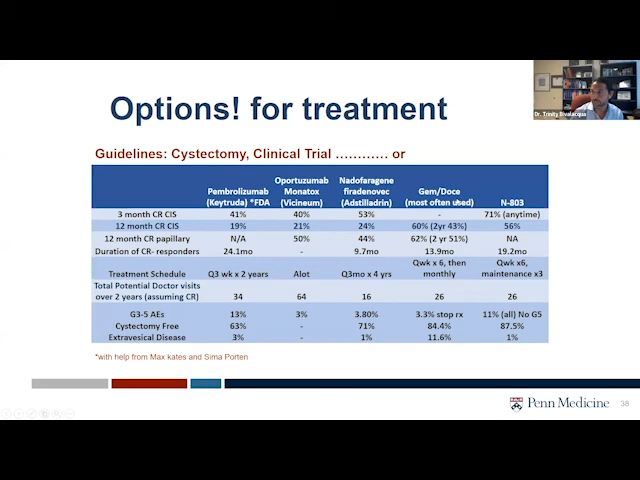 Dr. Trinity Bivalacqua
Options! for treatment
Guidelines: Cystectomy, Clinical Trial ………… or
Pembrolizumab (Keytruda) *FDA Oportuzumab Monatox (Vicineum) Nadofaragene firadenovec (Adstiladrin) Gem/Doce (most often used) N-803
3 month CR CIS 41% 40% 53% - 71% (anytime)
12 month CR CIS 19% 21% 24% 60% (2yr 43%) 56%
12 month CR papillary N/A 50% 44% 62% (2 yr 51%) NA
Duration of CR- responders 24.1mo - 9.7mo 13.9mo 19.2mo
Treatment Schedule Q3 wk x 2 years Alot Q3mo x 4 yrs Qwk x 6, then monthly Qwk x6, maintenance x3
Total Potential Doctor visits over 2 years (assuming CR) 34 64 16 26 26
G3-5 AEs 13% 3% 3.80% 3.3% stop rx 11% (all) No G5
Cystectomy Free 63% - 71% 84.4% 87.5%
Extravesical Disease 3% - 1% 11.6% 1%
*with help from Max kates and Sima Porten
Penn Medicine
38